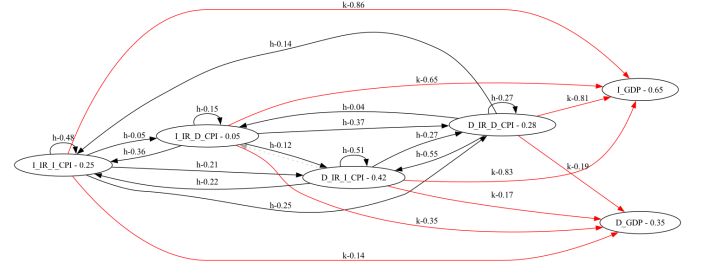 k-0.86
h-0.14
k-0.65
h-0.27
I_GDP - 0.65
h-0.15
h-0.04
k-0.81
D_IR_D_CPI - 0.28
h-0.48
h-0.05
I_IR_D_CPI - 0.05
h-0.37
h-0.27
h-0.12
h-0.36
h-0.51
h-0.55
k-0.19
I_IR_I_CPI - 0.25
h-0.21
D_IR_I_CPI - 0.42
k-0.83
h-0.22
k-0.17
h-0.25
k-0.35
D_GDP - 0.35
k-0.14